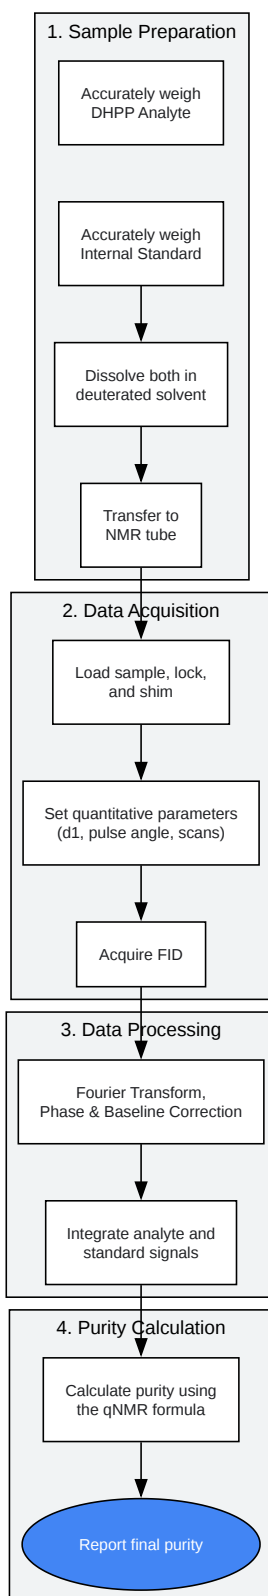 1. Sample Preparation
Accurately weigh
DHPP Analyte
Accurately weigh
Internal Standard
Dissolve both in
deuterated solvent
Transfer to
NMR tube
2. Data Acquisition
Load sample, lock,
and shim
Set quantitative parameters
(d1, pulse angle, scans)
Acquire FID
3. Data Processing
Fourier Transform,
Phase & Baseline Correction
Integrate analyte and
standard signals
4. Purity Calculation
Calculate purity using
the qNMR formula
Report final purity